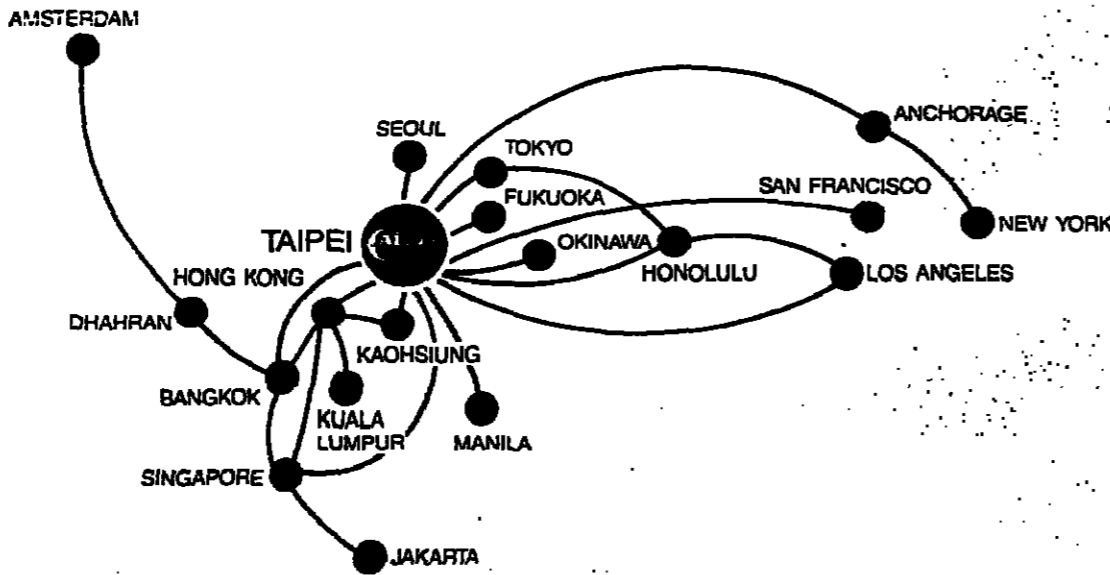 AMSTERDAM
SEOUL
TOKYO
ANCHORAGE
FUKUOKA
SAN FRANCISCO
NEW YORK
TAIPEI
OKINAWA
HONOLULU
LOS ANGELES
HONG KONG
DHAHRAN
KAOHSIUNG
BANGKOK
KUALA
LUMPUR
MANILA
SINGAPORE
JAKARTA